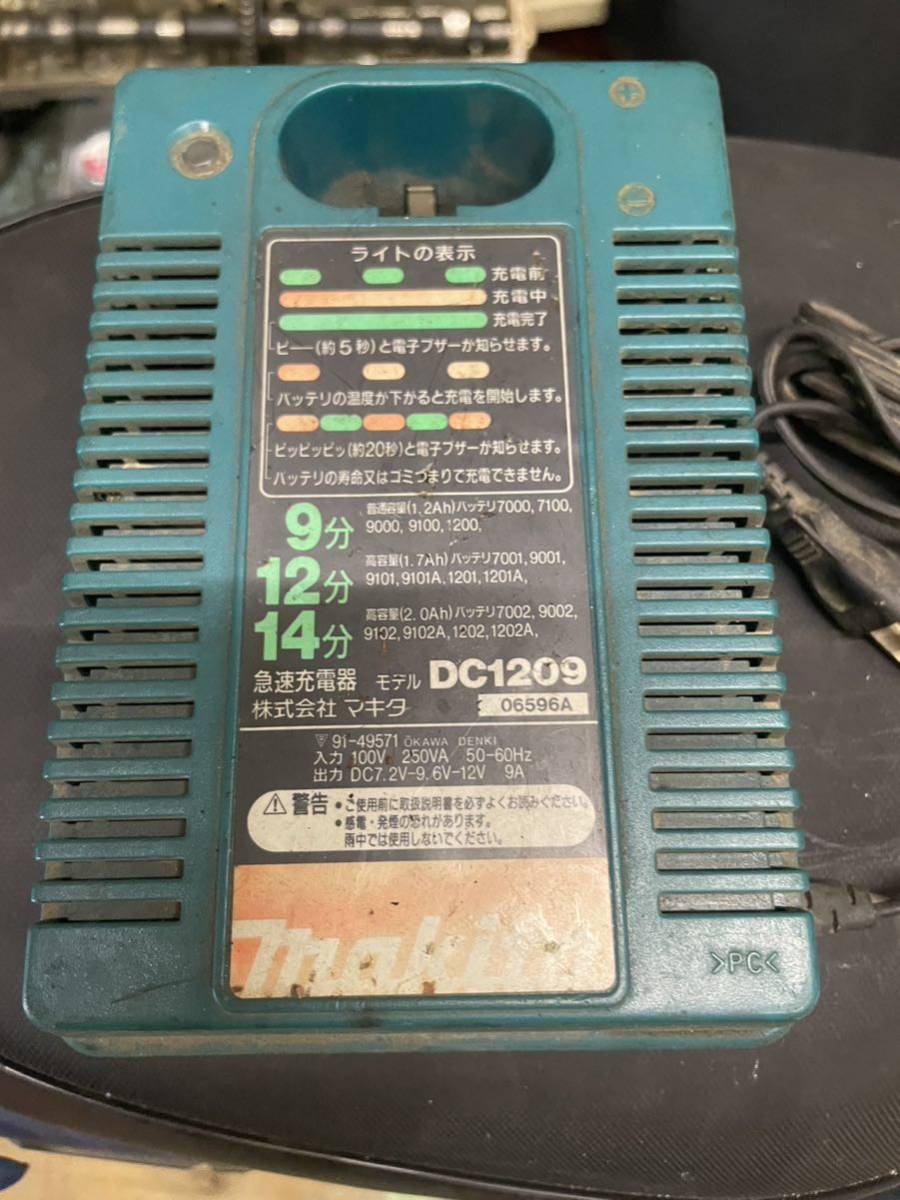 ライトの表示
充電前
充電中
充電完了
ピー(約5秒)と電子ブザーが知らせます。
バッテリの温度が下がると充電を開始します。
ピッピッピッ(約20秒)と電子ブザーが知らせます。
バッテリの寿命又はゴミづまりで充電できません。
9分 普通容量(1.2Ah)バッテリ7000, 7100,
9000, 9100, 1200,
12分 高容量(1.7Ah)バッテリ7001, 9001,
9101, 9101A, 1201, 1201A,
14分 高容量(2.0Ah)バッテリ7002, 9002,
9102, 9102A, 1202, 1202A,
急速充電器 モデル DC1209
株式会社 マキタ 06596A
91-49571 ŌKAWA DENKI
入力 100V 250VA 50-60Hz
出力 DC7.2V-9.6V-12V 9A
⚠ 警告 •ご使用前に取扱説明書を必ずよくお読みください。
•感電・発煙の恐れがあります。
雨中では使用しないでください。
makita
>PC<